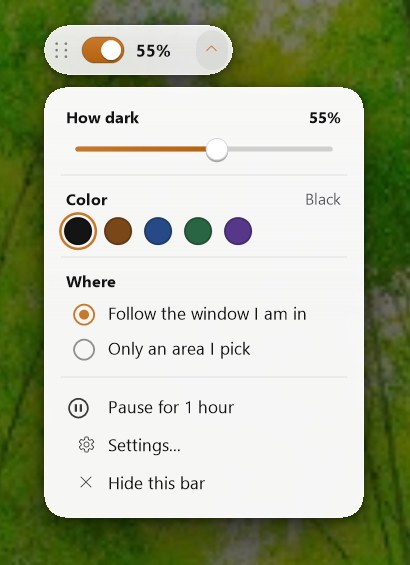 55%
How dark 55%
Color Black
Where
Follow the window I am in
Only an area I pick
Pause for 1 hour
Settings...
Hide this bar